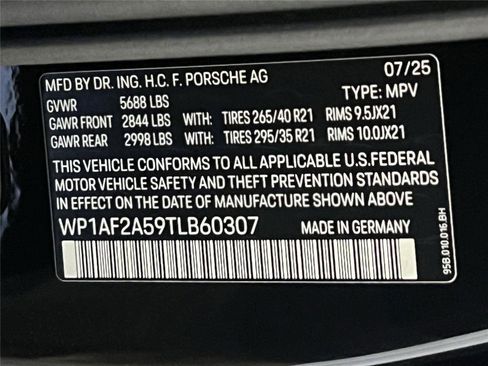 MFD BY DR. ING. H.C. F. PORSCHE AG 07/25
GVWR 5688 LBS TYPE: MPV
GAWR FRONT 2844 LBS WITH: TIRES 265/40 R21 RIMS 9.5JX21
GAWR REAR 2998 LBS WITH: TIRES 295/35 R21 RIMS 10.0JX21
THIS VEHICLE CONFORMS TO ALL APPLICABLE U.S.FEDERAL
MOTOR VEHICLE SAFETY AND THEFT PREVENTION STANDARDS
IN EFFECT ON THE DATE OF MANUFACTURE SHOWN ABOVE
WP1AF2A59TLB60307 MADE IN GERMANY
95B.010.016.BH